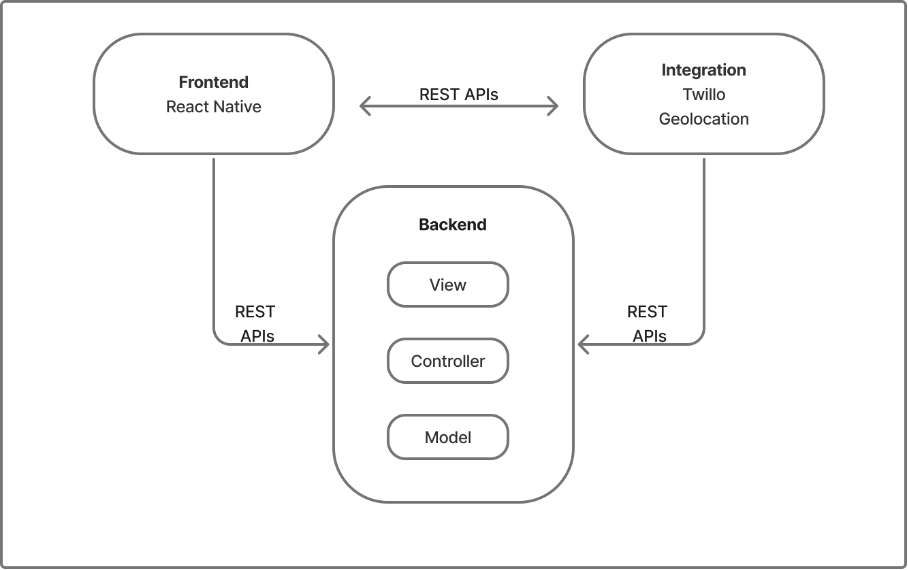 Frontend
React Native
REST APIs
Integration
Twillo
Geolocation
Backend
View
Controller
Model
REST
APIs
REST
APIs